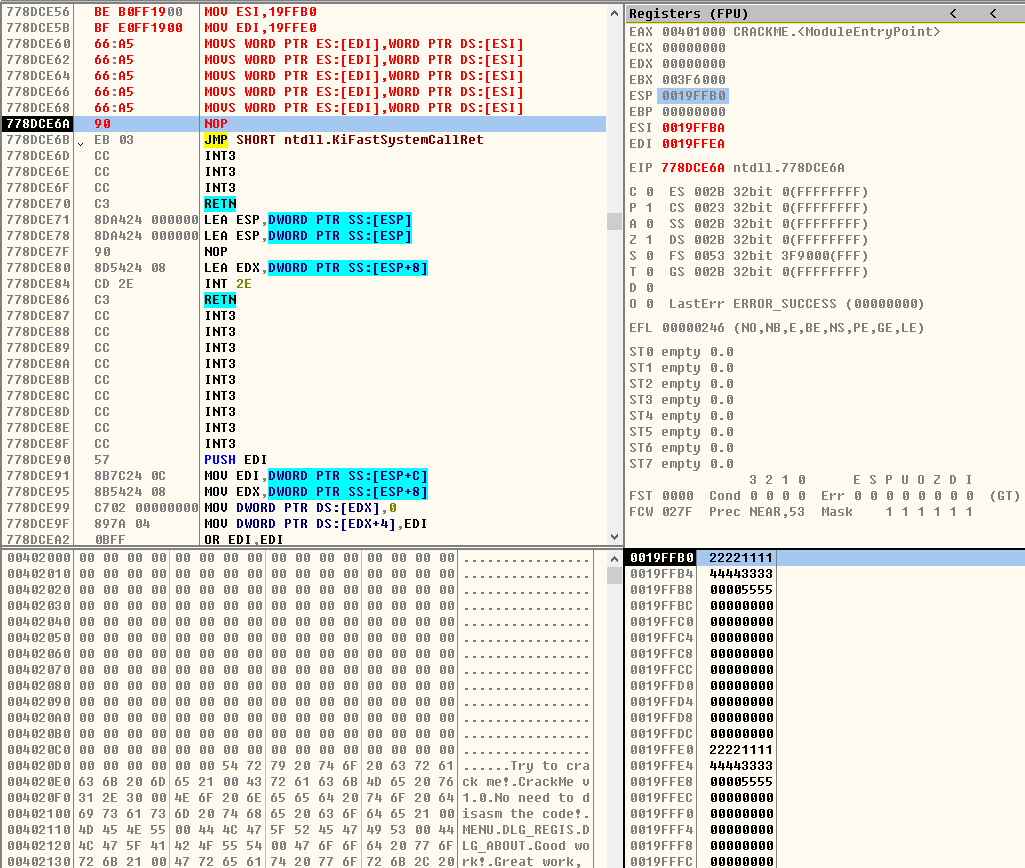 778DCE56 BE B0FF1900 MOV ESI,19FFB0
778DCE5B BF E0FF1900 MOV EDI,19FFE0
778DCE60 66:A5 MOVS WORD PTR ES:[EDI],WORD PTR DS:[ESI]
778DCE62 66:A5 MOVS WORD PTR ES:[EDI],WORD PTR DS:[ESI]
778DCE64 66:A5 MOVS WORD PTR ES:[EDI],WORD PTR DS:[ESI]
778DCE66 66:A5 MOVS WORD PTR ES:[EDI],WORD PTR DS:[ESI]
778DCE68 66:A5 MOVS WORD PTR ES:[EDI],WORD PTR DS:[ESI]
778DCE6A 90 NOP
778DCE6B EB 03 JMP SHORT ntdll.KiFastSystemCallRet
778DCE6D CC INT3
778DCE6E CC INT3
778DCE6F CC INT3
778DCE70 C3 RETN
778DCE71 8DA424 000000 LEA ESP,DWORD PTR SS:[ESP]
778DCE78 8DA424 000000 LEA ESP,DWORD PTR SS:[ESP]
778DCE7F 90 NOP
778DCE80 8D5424 08 LEA EDX,DWORD PTR SS:[ESP+8]
778DCE84 CD 2E INT 2E
778DCE86 C3 RETN
778DCE87 CC INT3
778DCE88 CC INT3
778DCE89 CC INT3
778DCE8A CC INT3
778DCE8B CC INT3
778DCE8C CC INT3
778DCE8D CC INT3
778DCE8E CC INT3
778DCE8F CC INT3
778DCE90 57 PUSH EDI
778DCE91 8B7C24 0C MOV EDI,DWORD PTR SS:[ESP+C]
778DCE95 8B5424 08 MOV EDX,DWORD PTR SS:[ESP+8]
778DCE99 C702 00000000 MOV DWORD PTR DS:[EDX],0
778DCE9F 897A 04 MOV DWORD PTR DS:[EDX+4],EDI
778DCEA2 0BFF OR EDI,EDI
Registers (FPU) < <
EAX 00401000 CRACKME.<ModuleEntryPoint>
ECX 00000000
EDX 00000000
EBX 003F6000
ESP 0019FFB0
EBP 00000000
ESI 0019FFBA
EDI 0019FFEA
EIP 778DCE6A ntdll.778DCE6A
C 0 ES 002B 32bit 0(FFFFFFFF)
P 1 CS 0023 32bit 0(FFFFFFFF)
A 0 SS 002B 32bit 0(FFFFFFFF)
Z 1 DS 002B 32bit 0(FFFFFFFF)
S 0 FS 0053 32bit 3F9000(FFF)
T 0 GS 002B 32bit 0(FFFFFFFF)
D 0
O 0 LastErr ERROR_SUCCESS (00000000)
EFL 00000246 (NO,NB,E,BE,NS,PE,GE,LE)
ST0 empty 0.0
ST1 empty 0.0
ST2 empty 0.0
ST3 empty 0.0
ST4 empty 0.0
ST5 empty 0.0
ST6 empty 0.0
ST7 empty 0.0
3 2 1 0 E S P U O Z D I
FST 0000 Cond 0 0 0 0 Err 0 0 0 0 0 0 0 0 (GT)
FCW 027F Prec NEAR,53 Mask 1 1 1 1 1 1
00402000 00 00 00 00 00 00 00 00 00 00 00 00 00 00 00 00 ................
00402010 00 00 00 00 00 00 00 00 00 00 00 00 00 00 00 00 ................
00402020 00 00 00 00 00 00 00 00 00 00 00 00 00 00 00 00 ................
00402030 00 00 00 00 00 00 00 00 00 00 00 00 00 00 00 00 ................
00402040 00 00 00 00 00 00 00 00 00 00 00 00 00 00 00 00 ................
00402050 00 00 00 00 00 00 00 00 00 00 00 00 00 00 00 00 ................
00402060 00 00 00 00 00 00 00 00 00 00 00 00 00 00 00 00 ................
00402070 00 00 00 00 00 00 00 00 00 00 00 00 00 00 00 00 ................
00402080 00 00 00 00 00 00 00 00 00 00 00 00 00 00 00 00 ................
00402090 00 00 00 00 00 00 00 00 00 00 00 00 00 00 00 00 ................
004020A0 00 00 00 00 00 00 00 00 00 00 00 00 00 00 00 00 ................
004020B0 00 00 00 00 00 00 00 00 00 00 00 00 00 00 00 00 ................
004020C0 00 00 00 00 00 00 00 00 00 00 00 00 00 00 00 00 ................
004020D0 00 00 00 00 00 00 54 72 79 20 74 6F 20 63 72 61 ......Try to cra
004020E0 63 6B 20 6D 65 21 00 43 72 61 63 6B 4D 65 20 76 ck me!.CrackMe v
004020F0 31 2E 30 00 4E 6F 20 6E 65 65 64 20 74 6F 20 64 1.0.No need to d
00402100 69 73 61 73 6D 20 74 68 65 20 63 6F 64 65 21 00 isasm the code!.
00402110 4D 45 4E 55 00 44 4C 47 5F 52 45 47 49 53 00 44 MENU.DLG_REGIS.D
00402120 4C 47 5F 41 42 4F 55 54 00 47 6F 6F 64 20 77 6F LG_ABOUT.Good wo
00402130 72 6B 21 00 47 72 65 61 74 20 77 6F 72 6B 2C 20 rk!.Great work,
0019FFB0 22221111
0019FFB4 44443333
0019FFB8 00005555
0019FFBC 00000000
0019FFC0 00000000
0019FFC4 00000000
0019FFC8 00000000
0019FFCC 00000000
0019FFD0 00000000
0019FFD4 00000000
0019FFD8 00000000
0019FFDC 00000000
0019FFE0 22221111
0019FFE4 44443333
0019FFE8 00005555
0019FFEC 00000000
0019FFF0 00000000
0019FFF4 00000000
0019FFF8 00000000
0019FFFC 00000000